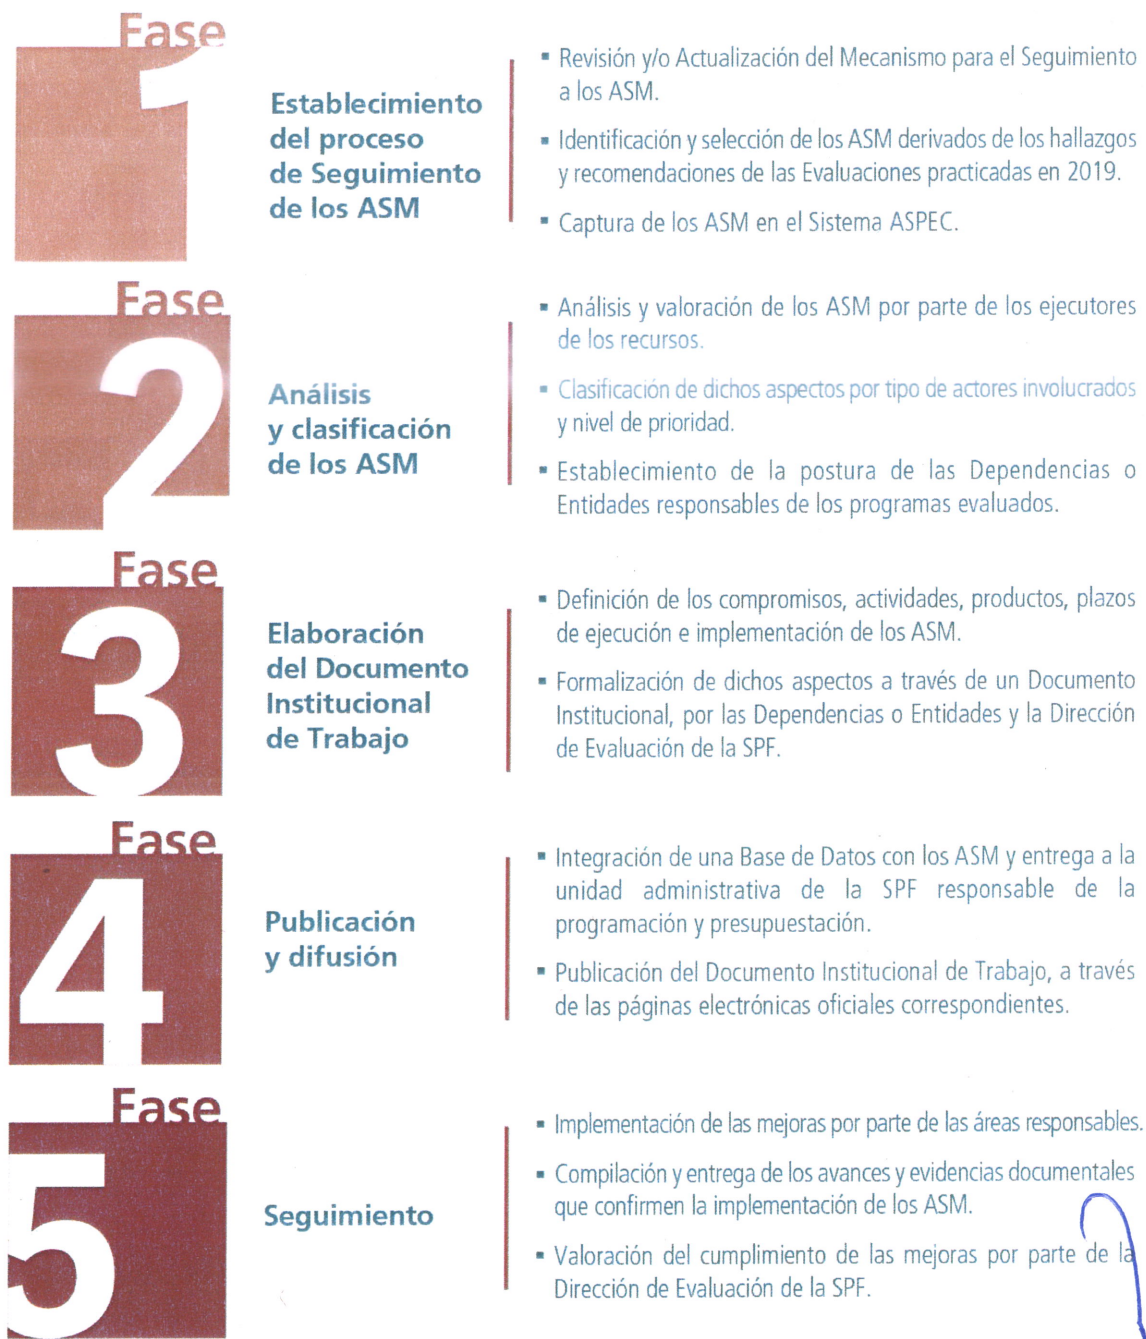 Fase
1
Establecimiento
del proceso
de Seguimiento
de los ASM
▪ Revisión y/o Actualización del Mecanismo para el Seguimiento
a los ASM.
▪ Identificación y selección de los ASM derivados de los hallazgos
y recomendaciones de las Evaluaciones practicadas en 2019.
▪ Captura de los ASM en el Sistema ASPEC.
Fase
2
Análisis
y clasificación
de los ASM
▪ Análisis y valoración de los ASM por parte de los ejecutores
de los recursos.
▪ Clasificación de dichos aspectos por tipo de actores involucrados
y nivel de prioridad.
▪ Establecimiento de la postura de las Dependencias o
Entidades responsables de los programas evaluados.
Fase
3
Elaboración
del Documento
Institucional
de Trabajo
▪ Definición de los compromisos, actividades, productos, plazos
de ejecución e implementación de los ASM.
▪ Formalización de dichos aspectos a través de un Documento
Institucional, por las Dependencias o Entidades y la Dirección
de Evaluación de la SPF.
Fase
4
Publicación
y difusión
▪ Integración de una Base de Datos con los ASM y entrega a la
unidad administrativa de la SPF responsable de la
programación y presupuestación.
▪ Publicación del Documento Institucional de Trabajo, a través
de las páginas electrónicas oficiales correspondientes.
Fase
5
Seguimiento
▪ Implementación de las mejoras por parte de las áreas responsables.
▪ Compilación y entrega de los avances y evidencias documentales
que confirmen la implementación de los ASM.
▪ Valoración del cumplimiento de las mejoras por parte de la
Dirección de Evaluación de la SPF.